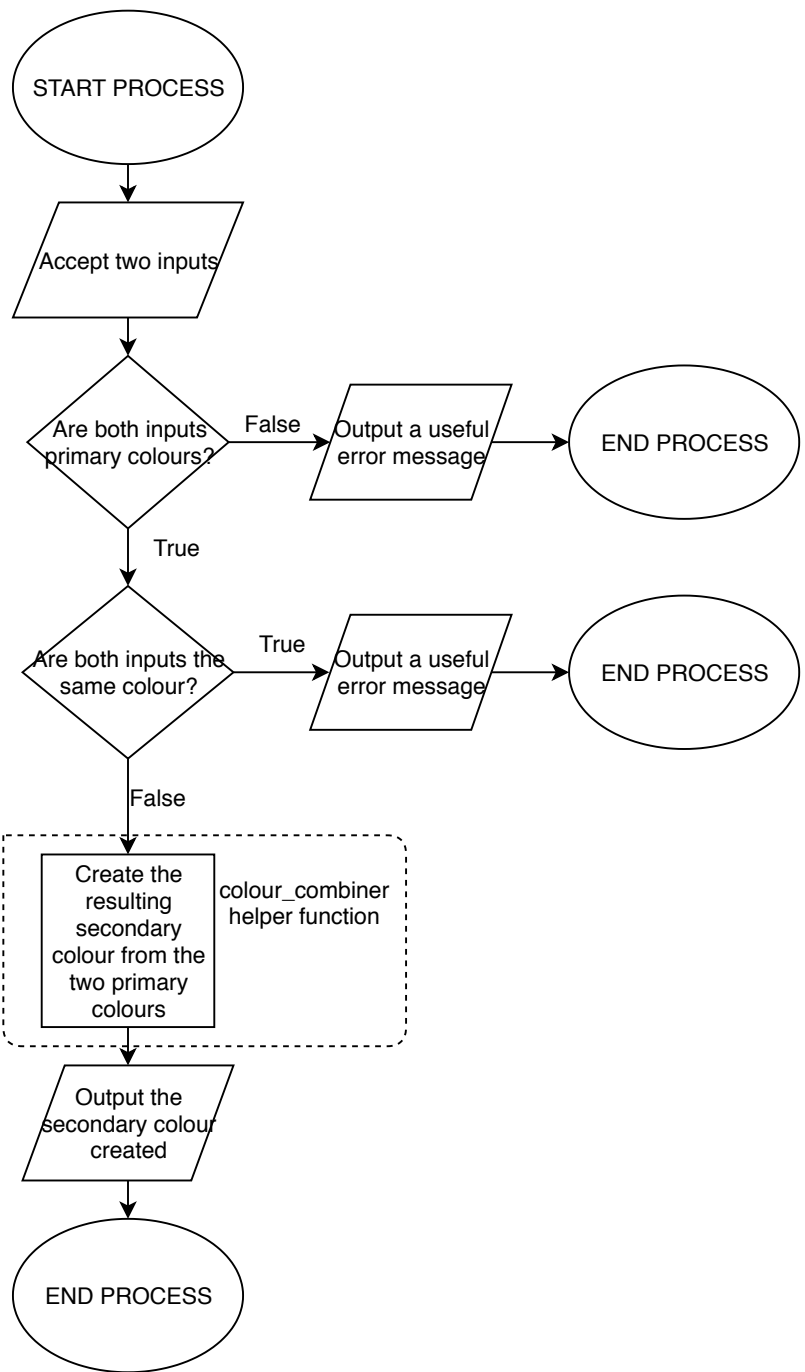 START PROCESS
Accept two inputs
Are both inputs
primary colours?
False
Output a useful
error message
END PROCESS
True
Are both inputs the
same colour?
True
Output a useful
error message
END PROCESS
False
Create the
resulting
secondary
colour from the
two primary
colours
colour_combiner
helper function
Output the
secondary colour
created
END PROCESS